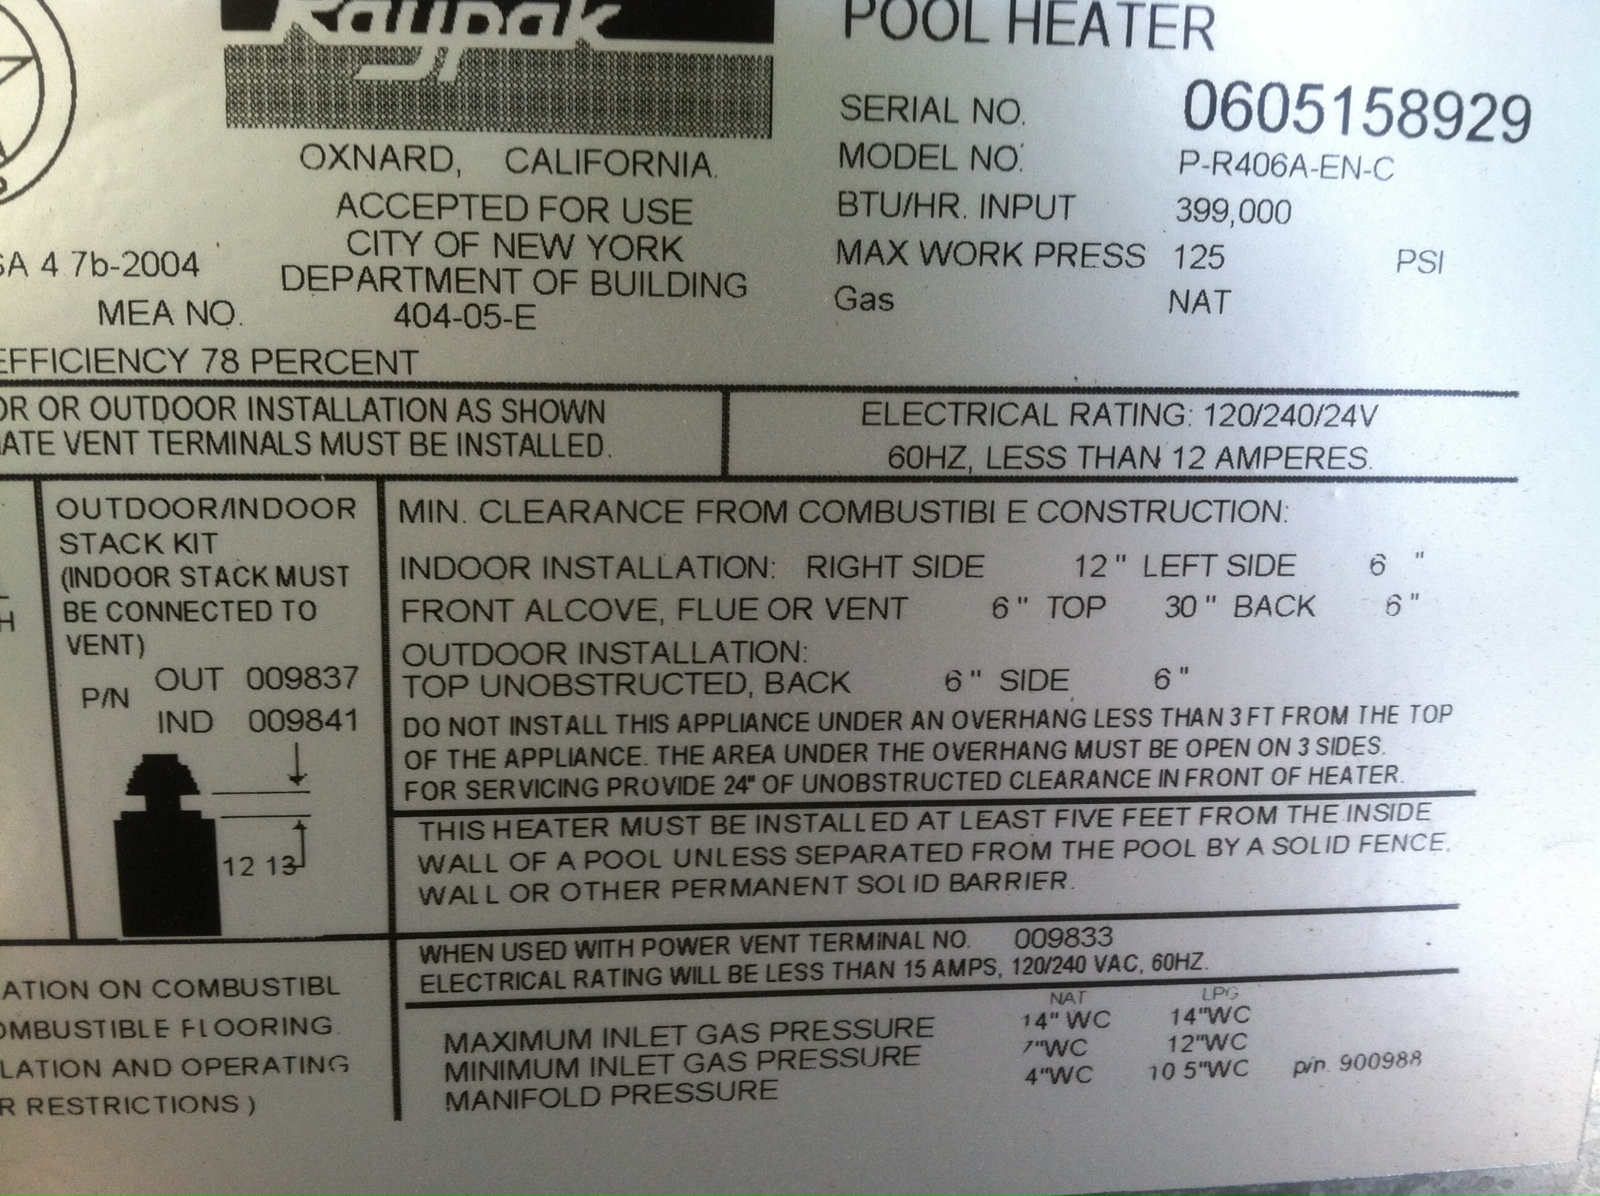 Raypak
POOL HEATER
SERIAL NO. 0605158929
OXNARD, CALIFORNIA.
MODEL NO. P-R406A-EN-C
ACCEPTED FOR USE
BTU/HR. INPUT 399,000
CITY OF NEW YORK
MAX WORK PRESS 125 PSI
4.7b-2004
DEPARTMENT OF BUILDING
Gas NAT
MEA NO. 404-05-E
EFFICIENCY 78 PERCENT
OR OR OUTDOOR INSTALLATION AS SHOWN
ATE VENT TERMINALS MUST BE INSTALLED.
ELECTRICAL RATING: 120/240/24V
60HZ, LESS THAN 12 AMPERES.
OUTDOOR/INDOOR
STACK KIT
(INDOOR STACK MUST
BE CONNECTED TO
VENT)
P/N OUT 009837
IND 009841
12 13
MIN. CLEARANCE FROM COMBUSTIBLE CONSTRUCTION:
INDOOR INSTALLATION: RIGHT SIDE 12" LEFT SIDE 6"
FRONT ALCOVE, FLUE OR VENT 6" TOP 30" BACK 6"
OUTDOOR INSTALLATION:
TOP UNOBSTRUCTED, BACK 6" SIDE 6"
DO NOT INSTALL THIS APPLIANCE UNDER AN OVERHANG LESS THAN 3 FT FROM THE TOP
OF THE APPLIANCE. THE AREA UNDER THE OVERHANG MUST BE OPEN ON 3 SIDES.
FOR SERVICING PROVIDE 24" OF UNOBSTRUCTED CLEARANCE IN FRONT OF HEATER.
THIS HEATER MUST BE INSTALLED AT LEAST FIVE FEET FROM THE INSIDE
WALL OF A POOL UNLESS SEPARATED FROM THE POOL BY A SOLID FENCE,
WALL OR OTHER PERMANENT SOLID BARRIER.
WHEN USED WITH POWER VENT TERMINAL NO. 009833
ELECTRICAL RATING WILL BE LESS THAN 15 AMPS, 120/240 VAC, 60HZ.
ATION ON COMBUSTIBL
OMBUSTIBLE FLOORING.
LATION AND OPERATING
R RESTRICTIONS)
NAT LPG
MAXIMUM INLET GAS PRESSURE 14" WC 14"WC
MINIMUM INLET GAS PRESSURE 7"WC 12"WC
MANIFOLD PRESSURE 4"WC 10 5"WC
p/n 900988